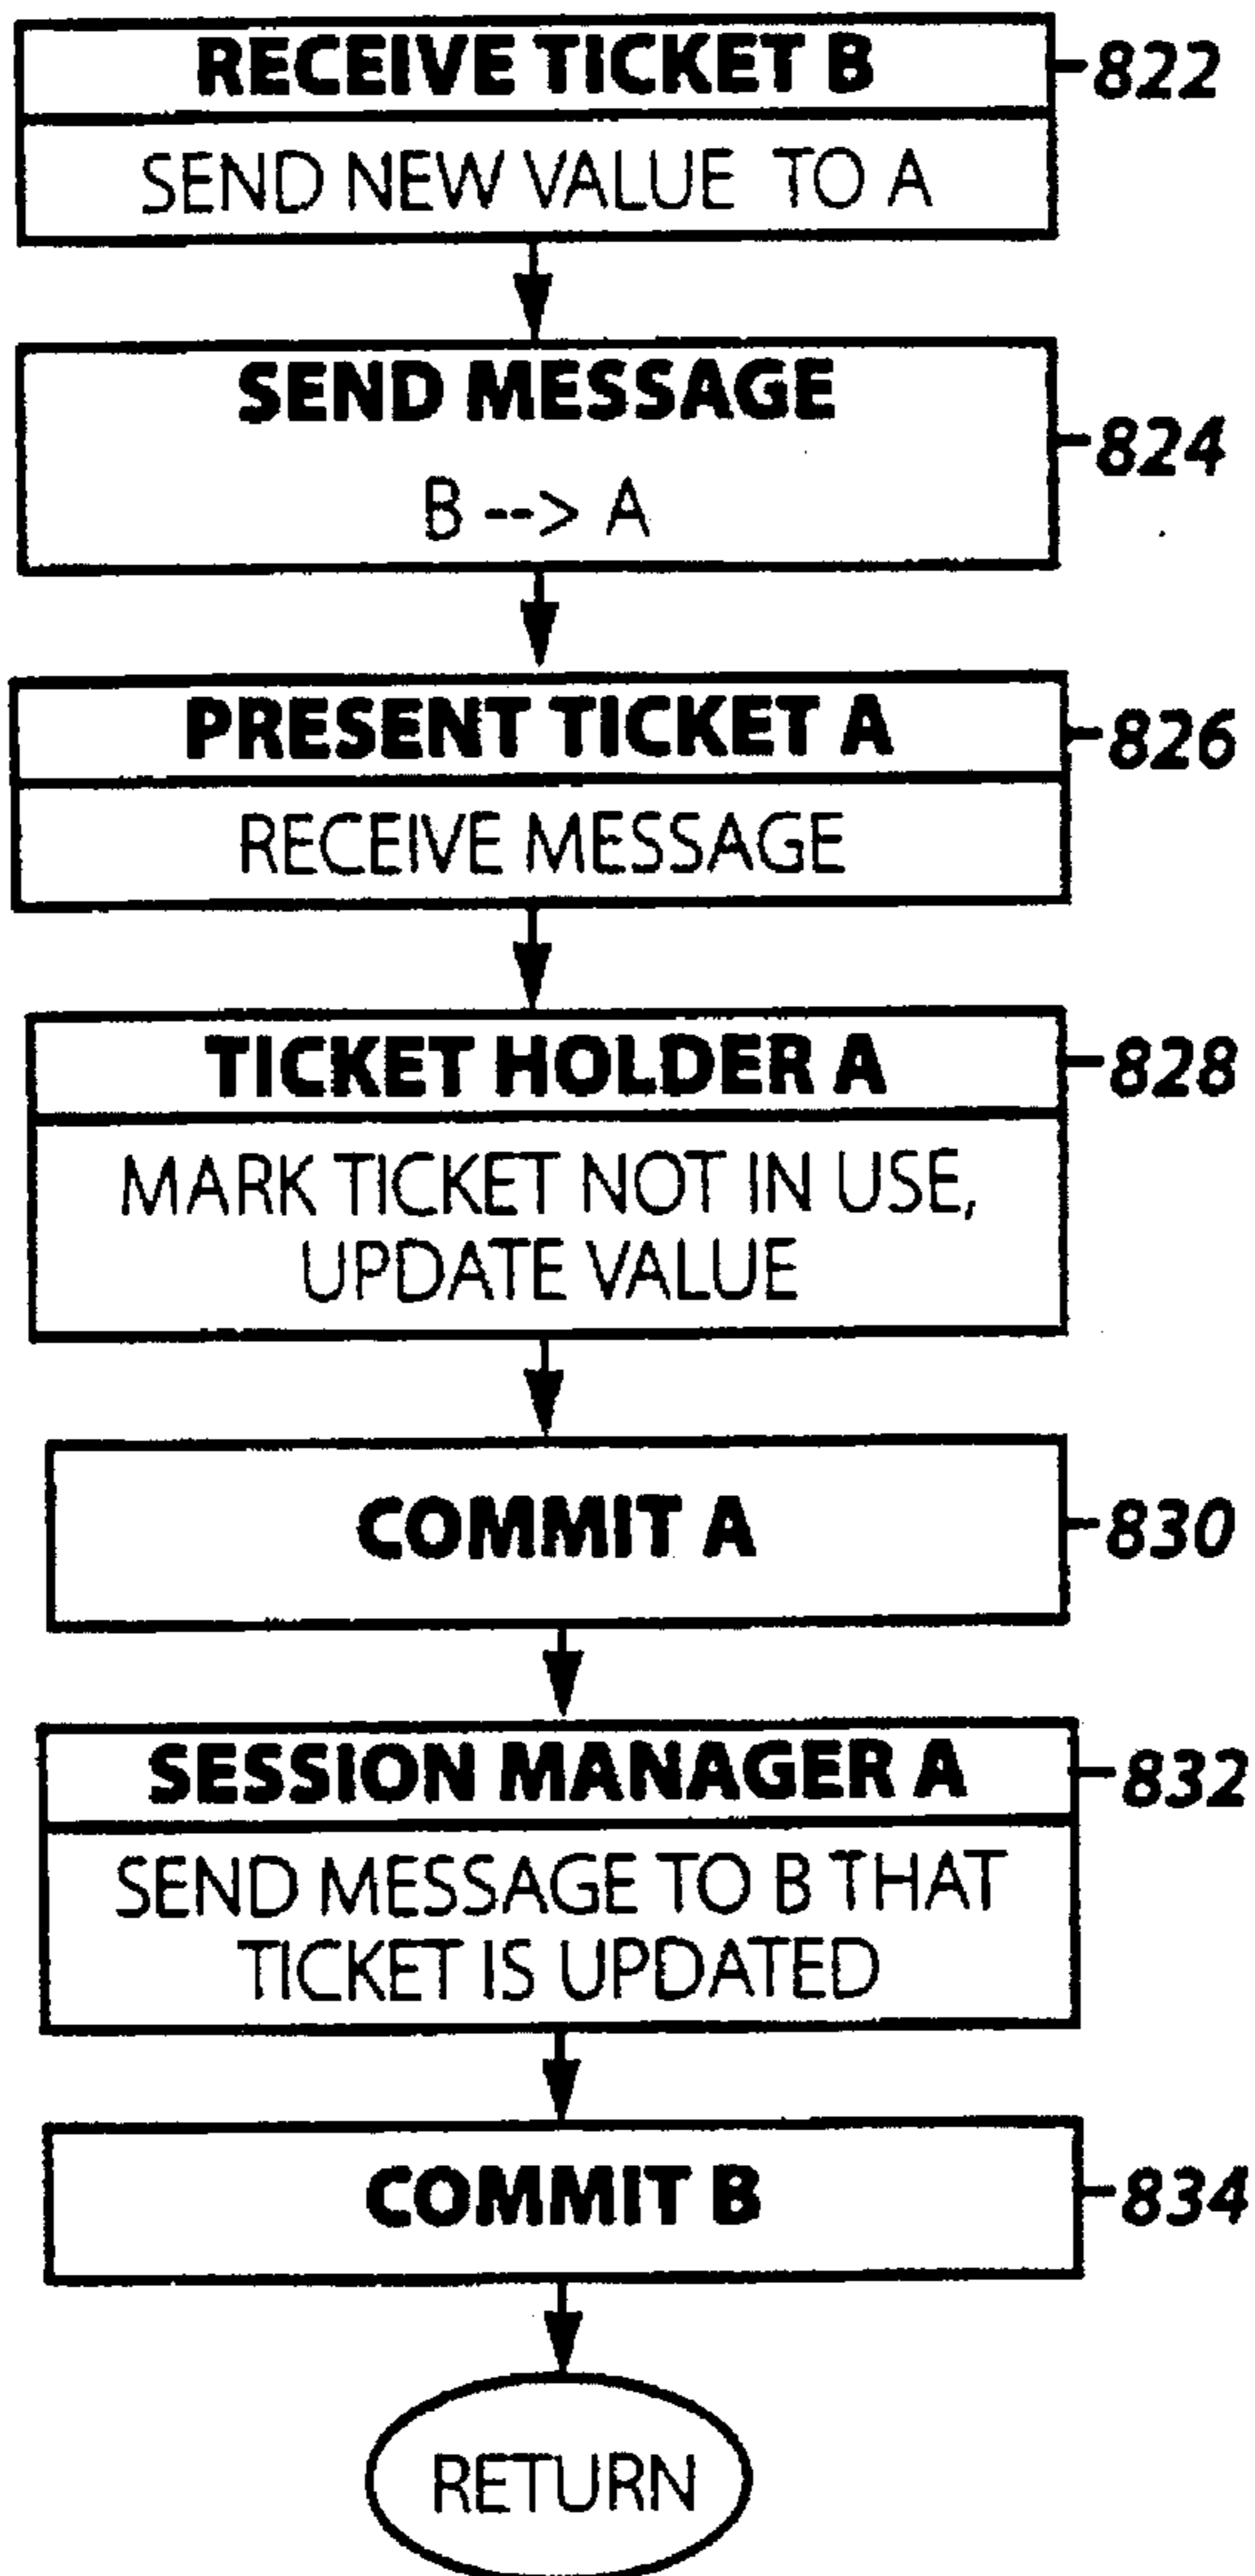 RECEIVE TICKET B
822
SEND NEW VALUE TO A
SEND MESSAGE
824
B --> A
PRESENT TICKET A
826
RECEIVE MESSAGE
TICKET HOLDER A
828
MARK TICKET NOT IN USE,
UPDATE VALUE
COMMIT A
830
SESSION MANAGER A
832
SEND MESSAGE TO B THAT
TICKET IS UPDATED
COMMIT B
834
RETURN